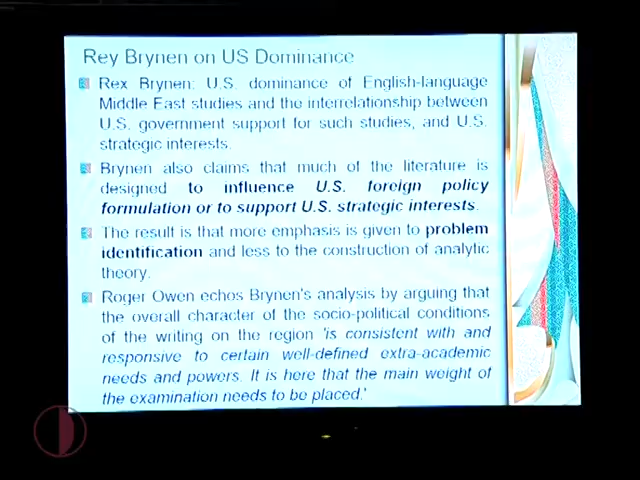 Rey Brynen on US Dominance
Rex Brynen: U.S. dominance of English-language
Middle East studies and the interrelationship between
U.S. government support for such studies, and U.S.
strategic interests.
Brynen also claims that much of the literature is
designed to influence U.S. foreign policy
formulation or to support U.S. strategic interests.
The result is that more emphasis is given to problem
identification and less to the construction of analytic
theory.
Roger Owen echos Brynen's analysis by arguing that
the overall character of the socio-political conditions
of the writing on the region 'is consistent with and
responsive to certain well-defined extra-academic
needs and powers. It is here that the main weight of
the examination needs to be placed.'